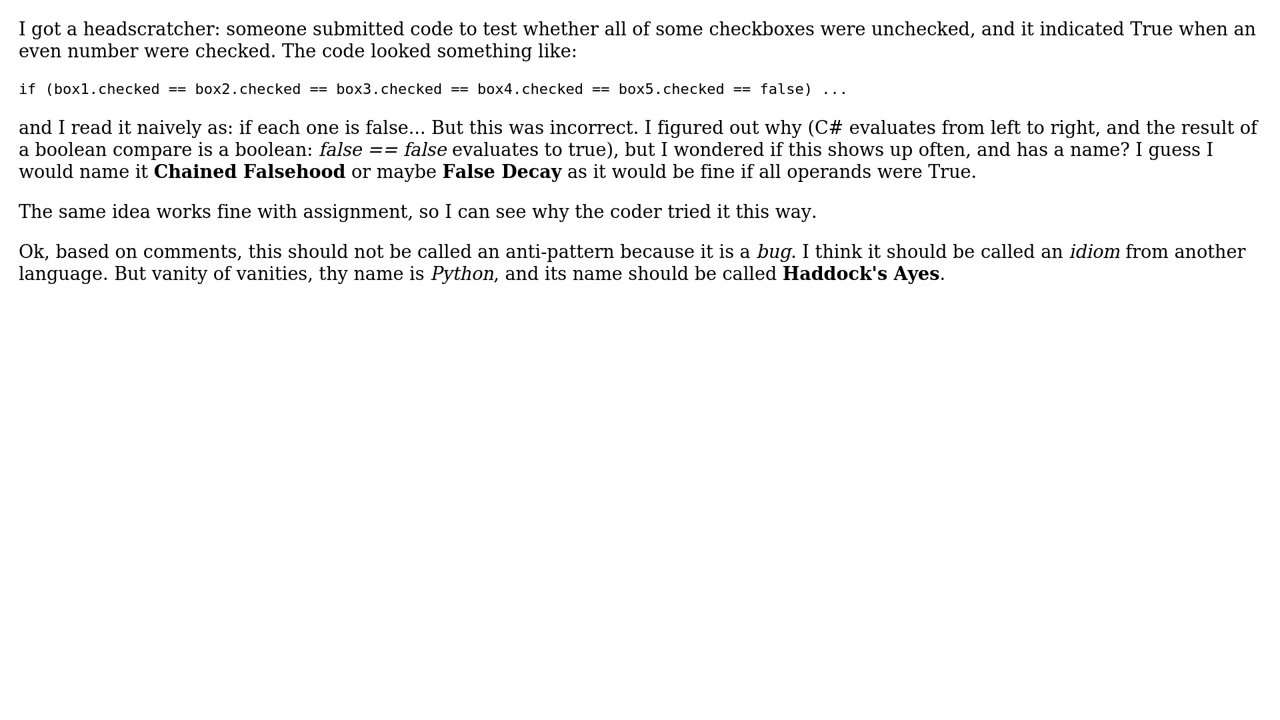 I got a headscratcher: someone submitted code to test whether all of some checkboxes were unchecked, and it indicated True when an
even number were checked. The code looked something like:
if (box1.checked == box2.checked == box3.checked == box4.checked == box5.checked == false) ...
and I read it naively as: if each one is false... But this was incorrect. I figured out why (C# evaluates from left to right, and the result of
a boolean compare is a boolean: false == false evaluates to true), but I wondered if this shows up often, and has a name? I guess I
would name it Chained Falsehood or maybe False Decay as it would be fine if all operands were True.
The same idea works fine with assignment, so I can see why the coder tried it this way.
Ok, based on comments, this should not be called an anti-pattern because it is a bug. I think it should be called an idiom from another
language. But vanity of vanities, thy name is Python, and its name should be called Haddock's Ayes.